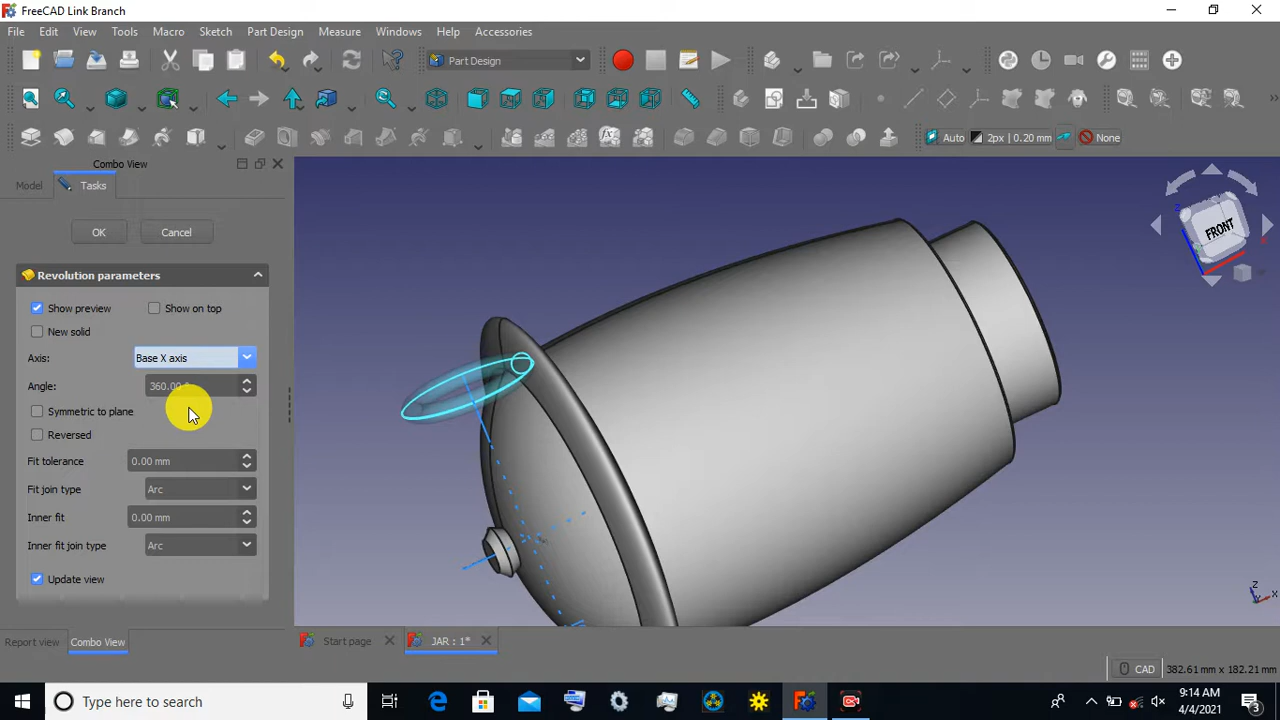 FreeCAD Link Branch
File Edit View Tools Macro Sketch Part Design Measure Windows Help Accessories
Part Design
Auto 2px | 0.20 mm None
Combo View
Model Tasks
OK Cancel
Revolution parameters
Show preview Show on top
New solid
Axis: Base X axis
Angle: 360.00 °
Symmetric to plane
Reversed
Fit tolerance 0.00 mm
Fit join type Arc
Inner fit 0.00 mm
Inner fit join type Arc
Update view
FRONT
Z
X
Report view Combo View
Start page JAR : 1*
CAD 382.61 mm x 182.21 mm
Type here to search
9:14 AM
4/4/2021
3